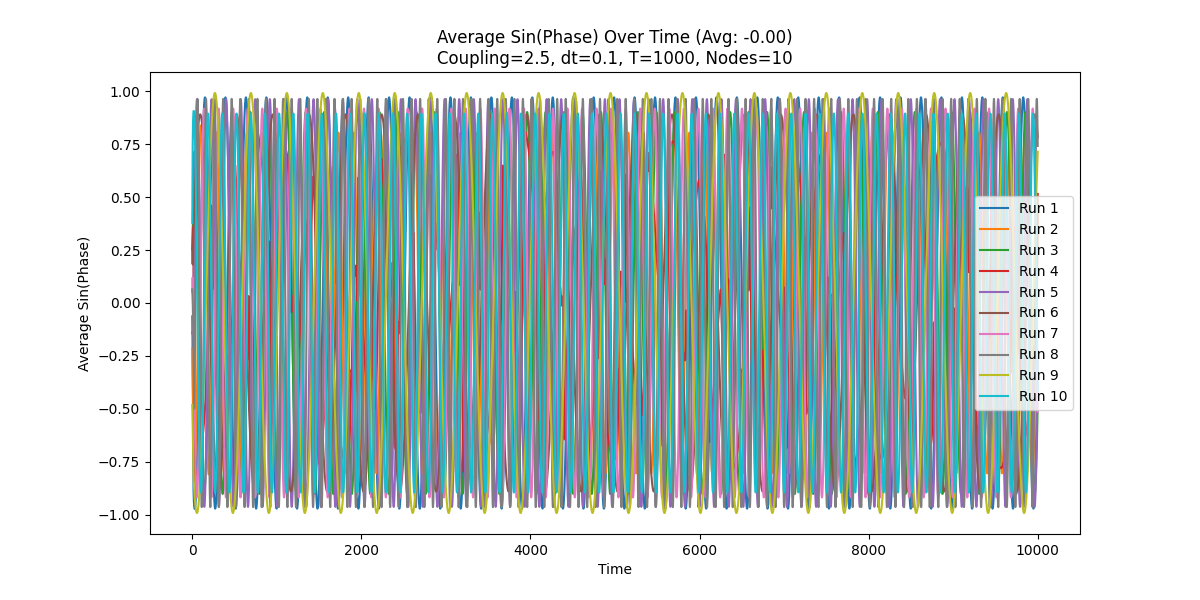 Average Sin(Phase) Over Time (Avg: -0.00)
Coupling=2.5, dt=0.1, T=1000, Nodes=10
Average Sin(Phase)
1.00
0.75
0.50
0.25
0.00
−0.25
−0.50
−0.75
−1.00
Run 1
Run 2
Run 3
Run 4
Run 5
Run 6
Run 7
Run 8
Run 9
Run 10
0
2000
4000
6000
8000
10000
Time